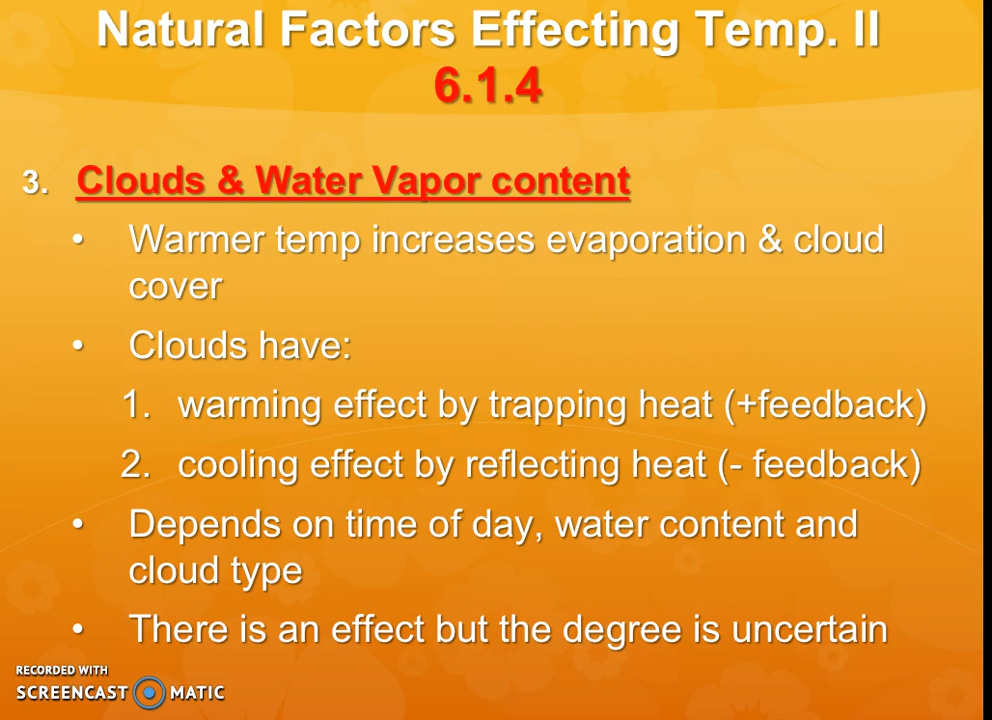 Natural Factors Effecting Temp. II
6.1.4
3. Clouds & Water Vapor content
• Warmer temp increases evaporation & cloud
cover
• Clouds have:
1. warming effect by trapping heat (+feedback)
2. cooling effect by reflecting heat (- feedback)
• Depends on time of day, water content and
cloud type
• There is an effect but the degree is uncertain
RECORDED WITH
SCREENCAST MATIC